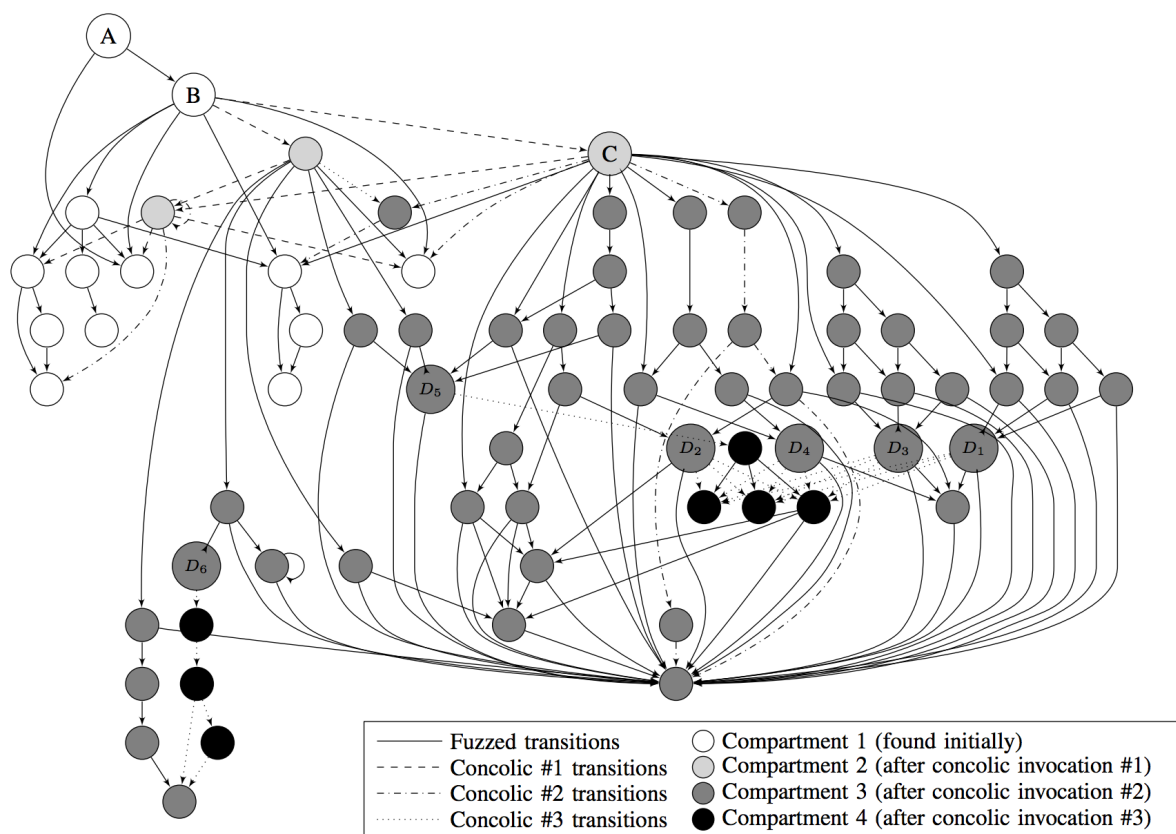 A
B
C
D5
D2
D4
D3
D1
D6
Fuzzed transitions
Concolic #1 transitions
Concolic #2 transitions
Concolic #3 transitions
Compartment 1 (found initially)
Compartment 2 (after concolic invocation #1)
Compartment 3 (after concolic invocation #2)
Compartment 4 (after concolic invocation #3)